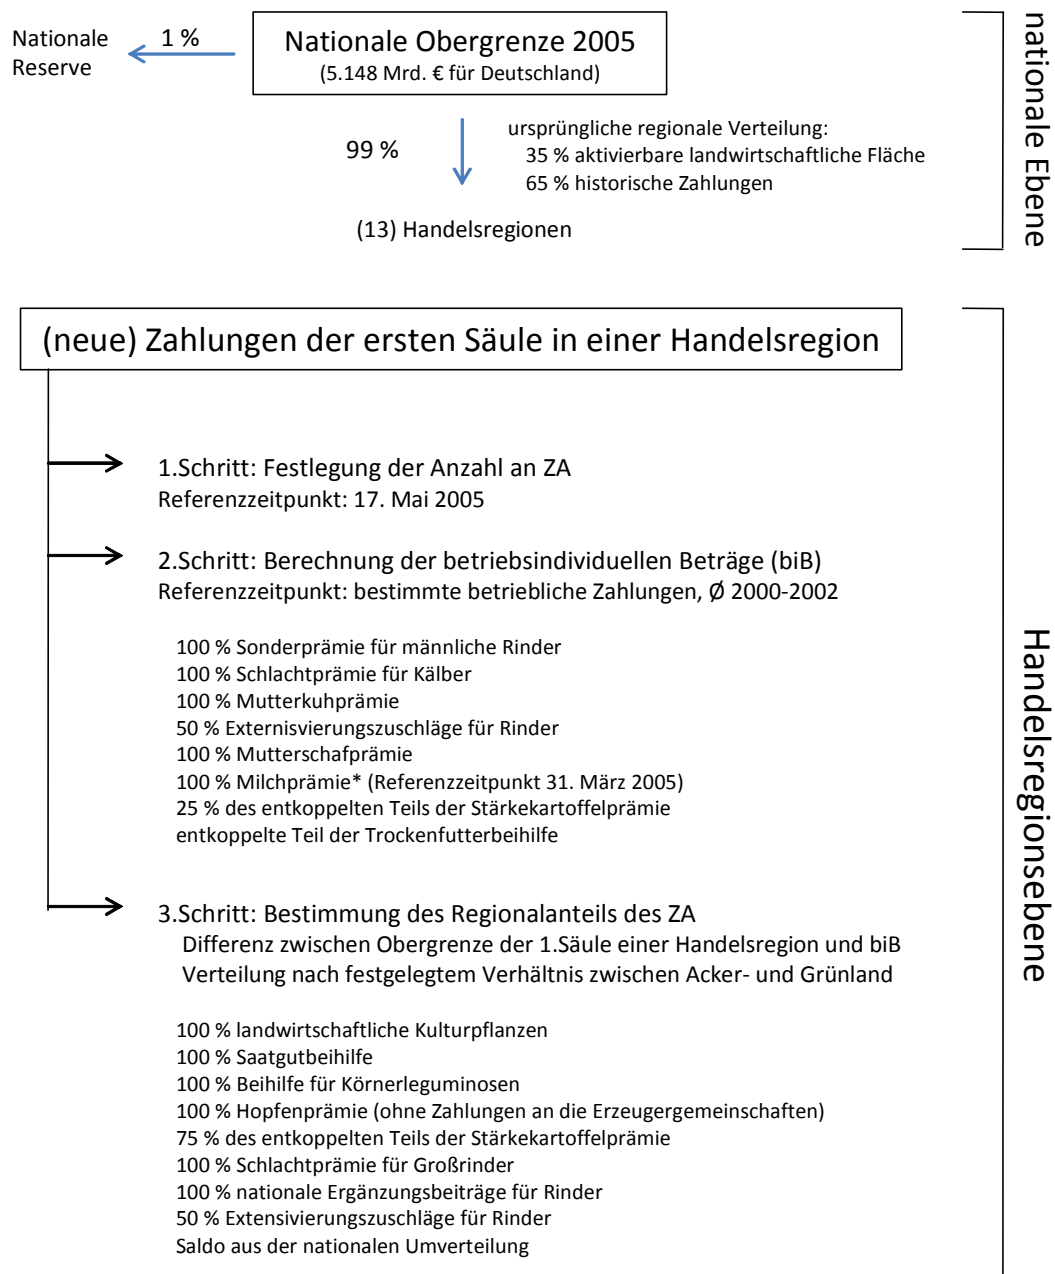 Nationale
Reserve
1 %
Nationale Obergrenze 2005
(5.148 Mrd. € für Deutschland)
99 %
ursprüngliche regionale Verteilung:
35 % aktivierbare landwirtschaftliche Fläche
65 % historische Zahlungen
(13) Handelsregionen
nationale Ebene
(neue) Zahlungen der ersten Säule in einer Handelsregion
1.Schritt: Festlegung der Anzahl an ZA
Referenzzeitpunkt: 17. Mai 2005
2.Schritt: Berechnung der betriebsindividuellen Beträge (biB)
Referenzzeitpunkt: bestimmte betriebliche Zahlungen, Ø 2000-2002
100 % Sonderprämie für männliche Rinder
100 % Schlachtprämie für Kälber
100 % Mutterkuhprämie
50 % Externisvierungszuschläge für Rinder
100 % Mutterschafprämie
100 % Milchprämie* (Referenzzeitpunkt 31. März 2005)
25 % des entkoppelten Teils der Stärkekartoffelprämie
entkoppelte Teil der Trockenfutterbeihilfe
3.Schritt: Bestimmung des Regionalanteils des ZA
Differenz zwischen Obergrenze der 1.Säule einer Handelsregion und biB
Verteilung nach festgelegtem Verhältnis zwischen Acker- und Grünland
100 % landwirtschaftliche Kulturpflanzen
100 % Saatgutbeihilfe
100 % Beihilfe für Körnerleguminosen
100 % Hopfenprämie (ohne Zahlungen an die Erzeugergemeinschaften)
75 % des entkoppelten Teils der Stärkekartoffelprämie
100 % Schlachtprämie für Großrinder
100 % nationale Ergänzungsbeiträge für Rinder
50 % Extensivierungszuschläge für Rinder
Saldo aus der nationalen Umverteilung
Handelsregionsebene